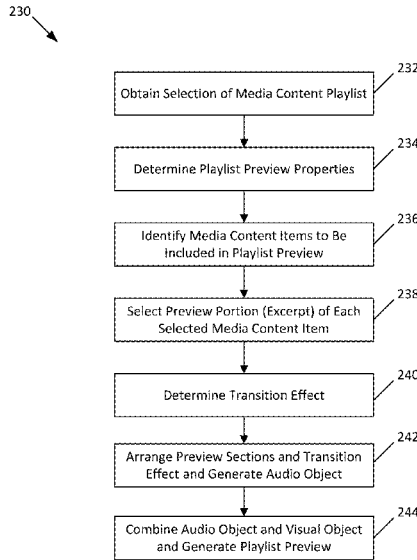 230
232
Obtain Selection of Media Content Playlist
234
Determine Playlist Preview Properties
236
Identify Media Content Items to Be
Included in Playlist Preview
238
Select Preview Portion (Excerpt) of Each
Selected Media Content Item
240
Determine Transition Effect
242
Arrange Preview Sections and Transition
Effect and Generate Audio Object
244
Combine Audio Object and Visual Object
and Generate Playlist Preview